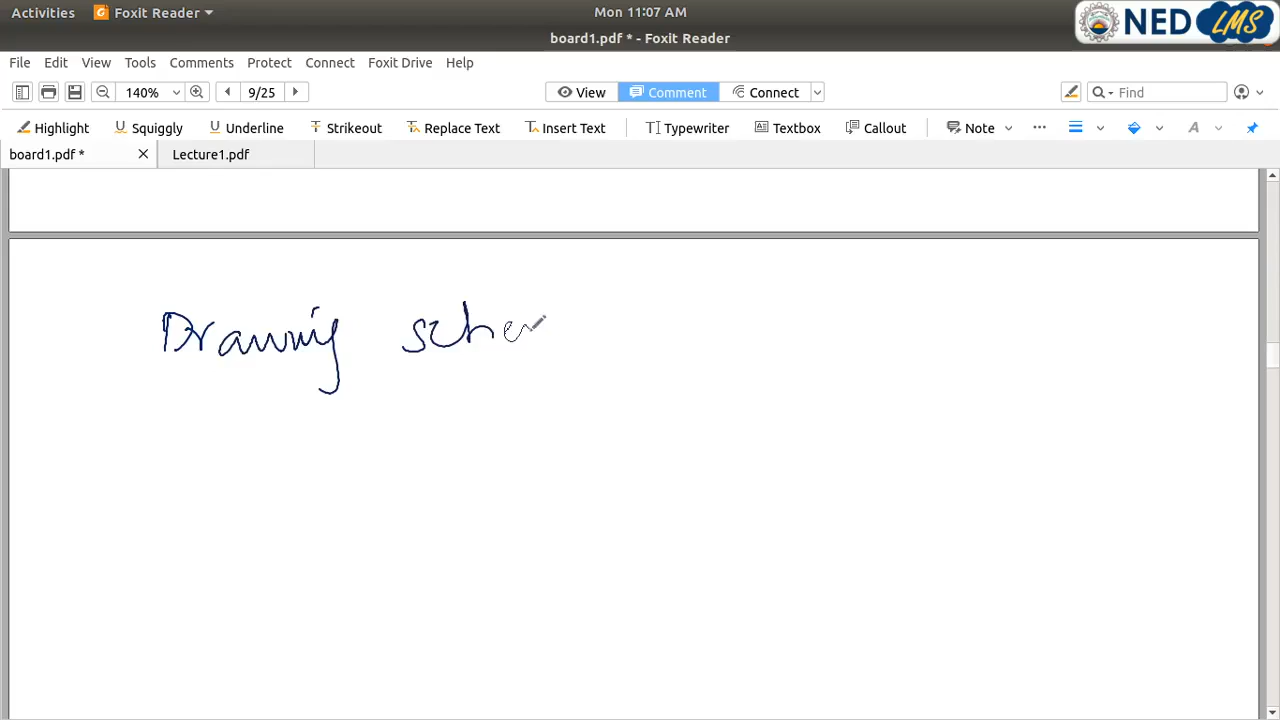 Activities Foxit Reader Mon 11:07 AM NED LMS
board1.pdf * - Foxit Reader
File Edit View Tools Comments Protect Connect Foxit Drive Help
140% 9/25 View Comment Connect Find
Highlight Squiggly Underline Strikeout Replace Text Insert Text Typewriter Textbox Callout Note
board1.pdf * Lecture1.pdf
Drawing sche